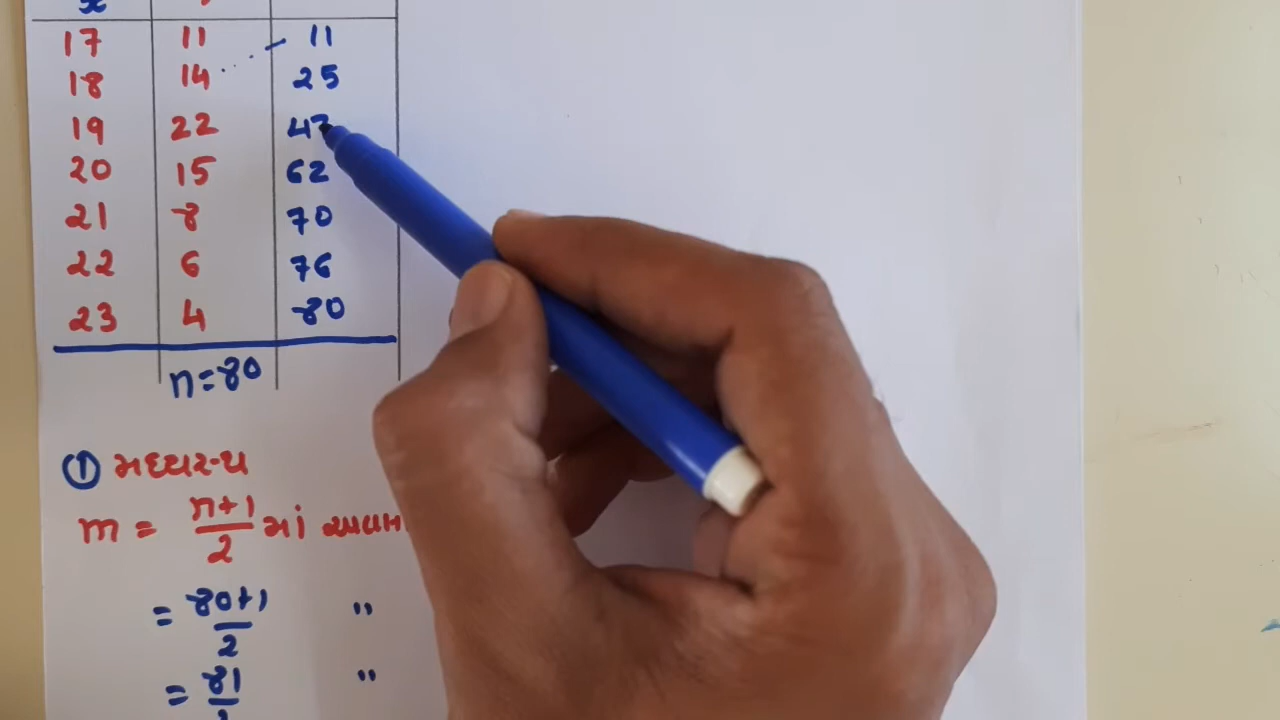 x
17 11 11
18 14 25
19 22
20 15 62
21 8 70
22 6 76
23 4 80
n=80
① મધ્યસ્થ
m = n+1/2 માં
= 80+1/2 "
= 81/ "